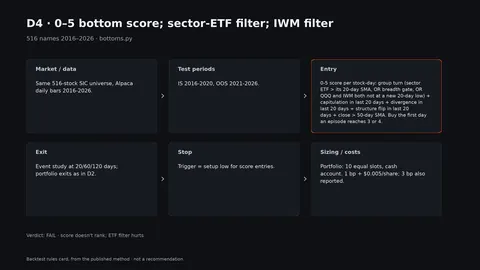 D4 · 0–5 bottom score; sector-ETF filter; IWM filter
516 names 2016–2026 · bottoms.py
Market / data
Same 516-stock SIC universe, Alpaca
daily bars 2016-2026.
›
Test periods
IS 2016-2020, OOS 2021-2026.
›
Entry
0-5 score per stock-day: group turn (sector
ETF > its 20-day SMA, OR breadth gate, OR
QQQ and IWM both not at a new 20-day low) +
capitulation in last 20 days + divergence in
last 20 days + structure flip in last 20
days + close > 50-day SMA. Buy the first day
an episode reaches 3 or 4.
Exit
Event study at 20/60/120 days;
portfolio exits as in D2.
›
Stop
Trigger = setup low for score entries.
›
Sizing / costs
Portfolio: 10 equal slots, cash
account, 1 bp + $0.005/share; 3 bp also
reported.
Verdict: FAIL · score doesn't rank; ETF filter hurts
Backtest rules card, from the published method · not a recommendation.